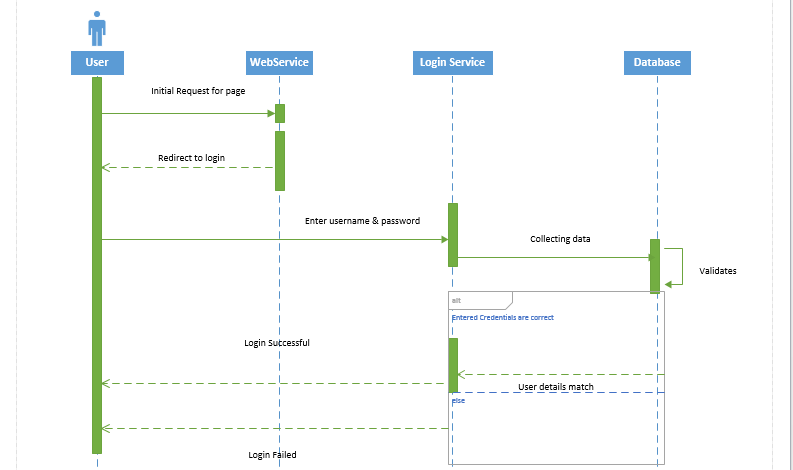 User
WebService
Login Service
Database
Initial Request for page
Redirect to login
Enter username & password
Collecting data
Validates
alt
Entered Credentials are correct
Login Successful
User details match
else
Login Failed